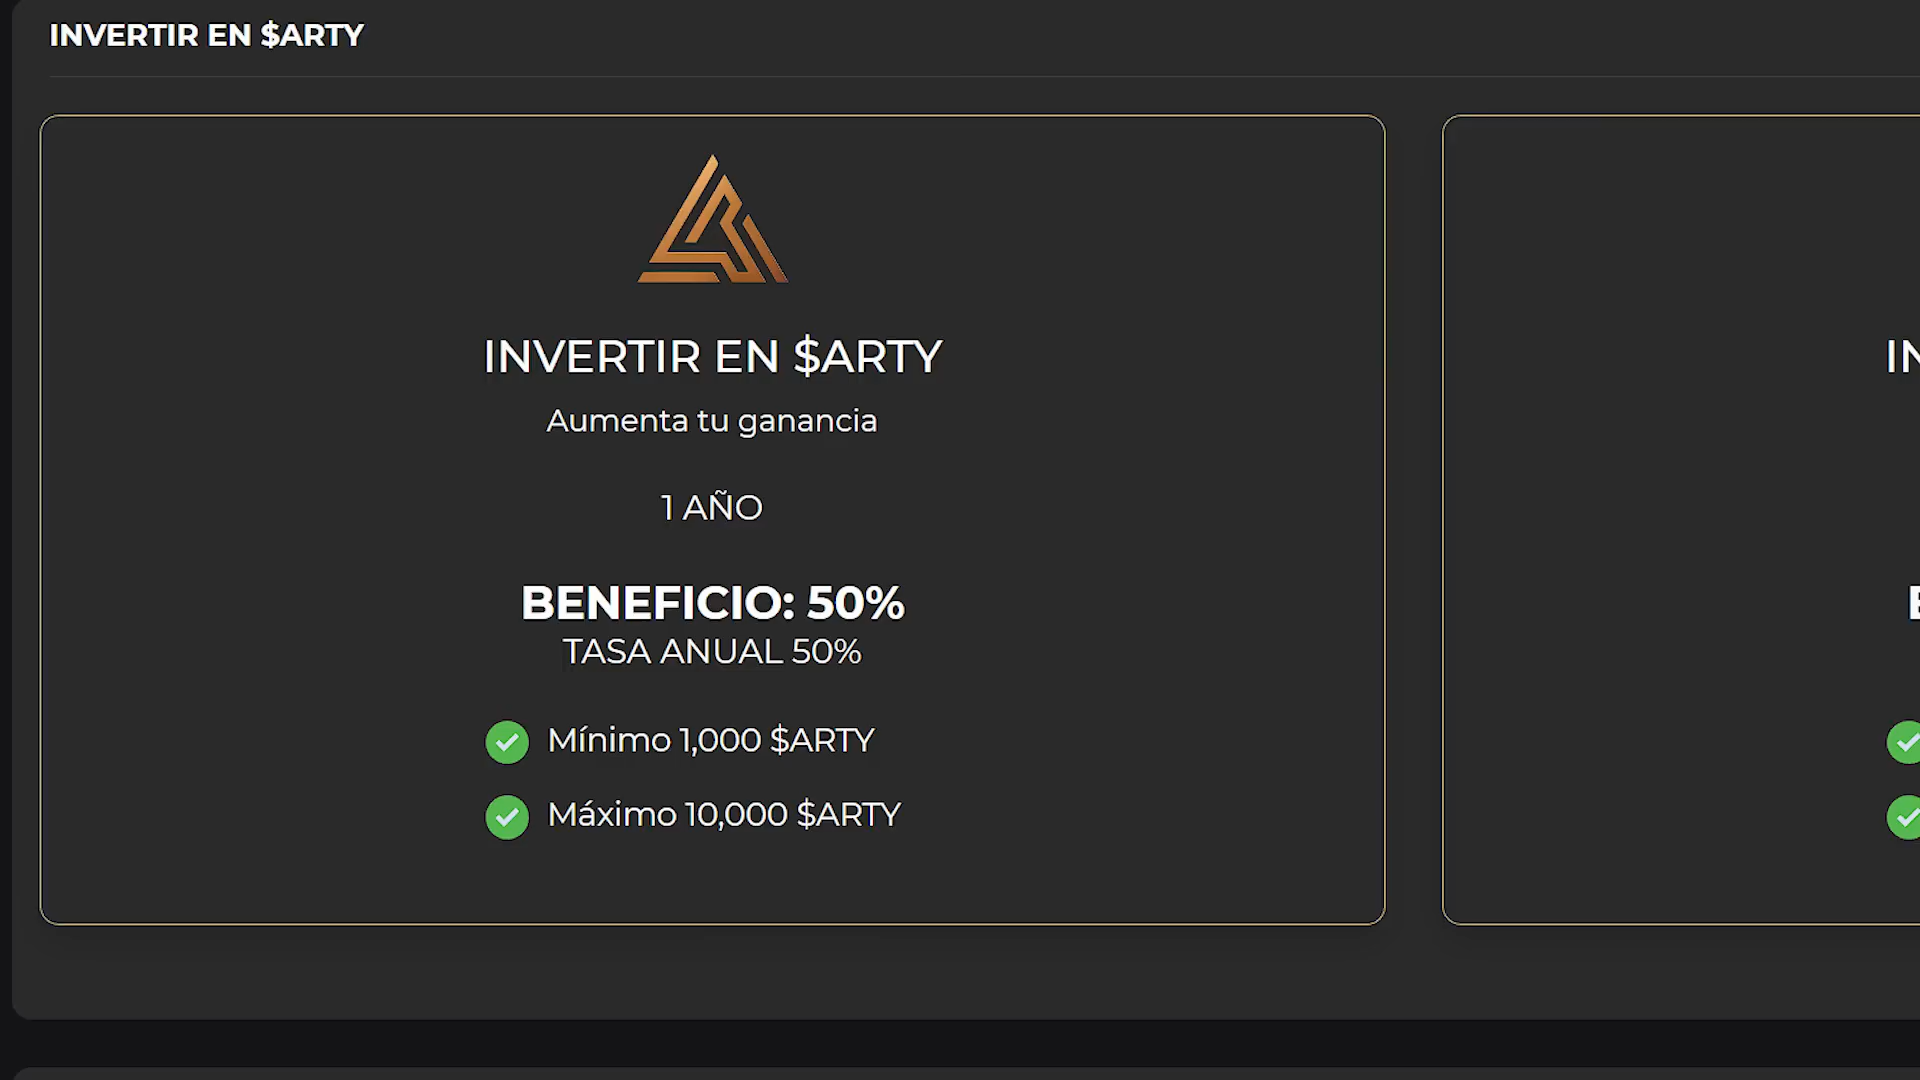 INVERTIR EN $ARTY
INVERTIR EN $ARTY
Aumenta tu ganancia
1 AÑO
BENEFICIO: 50%
TASA ANUAL 50%
Mínimo 1,000 $ARTY
Máximo 10,000 $ARTY